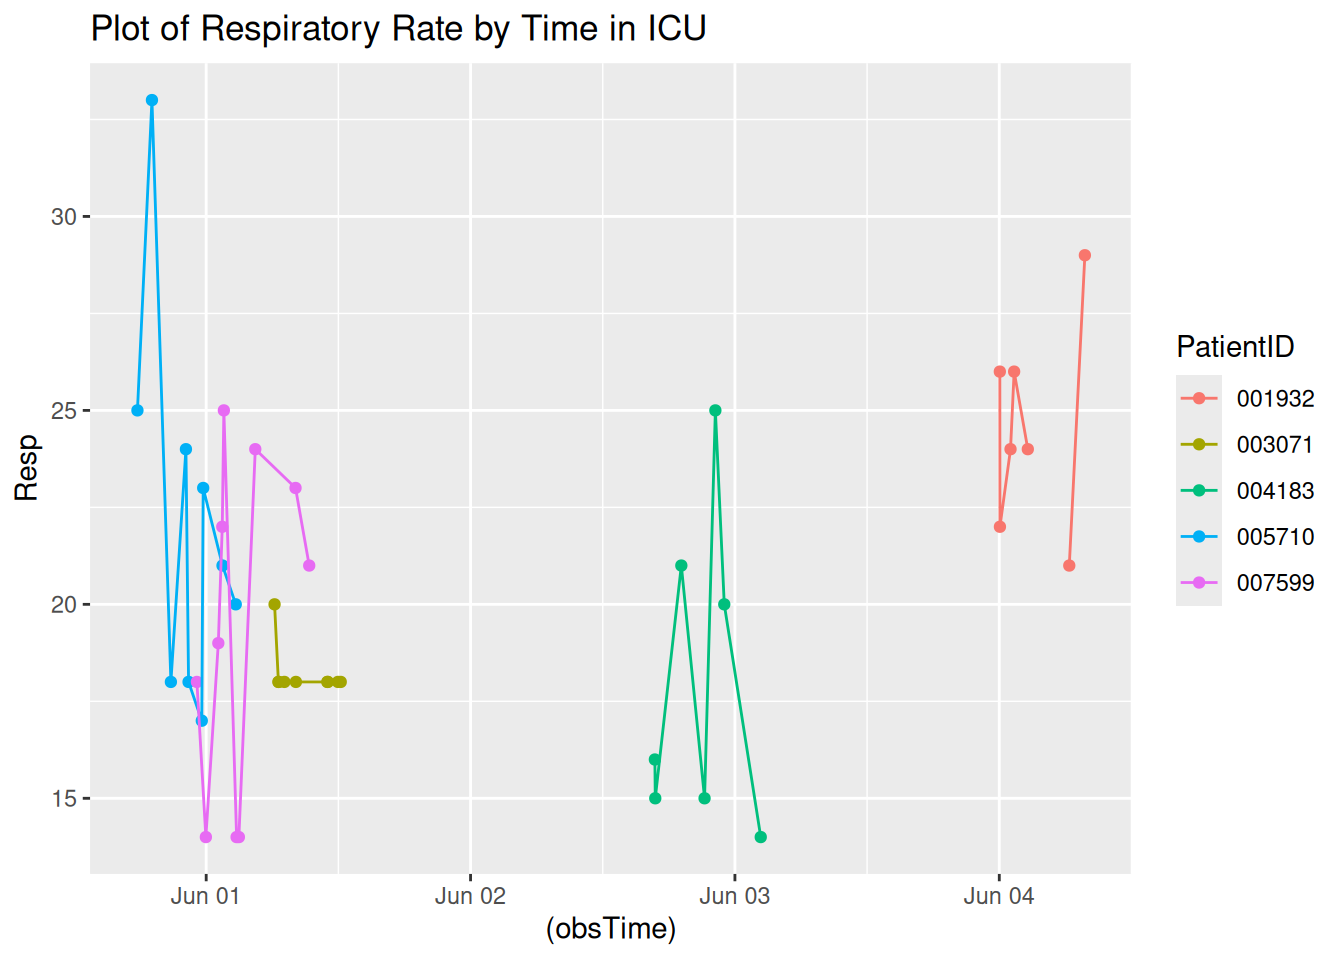 Plot of Respiratory Rate by Time in ICU
30
25
20
15
Resp
Jun 01
Jun 02
Jun 03
Jun 04
(obsTime)
PatientID
001932
003071
004183
005710
007599